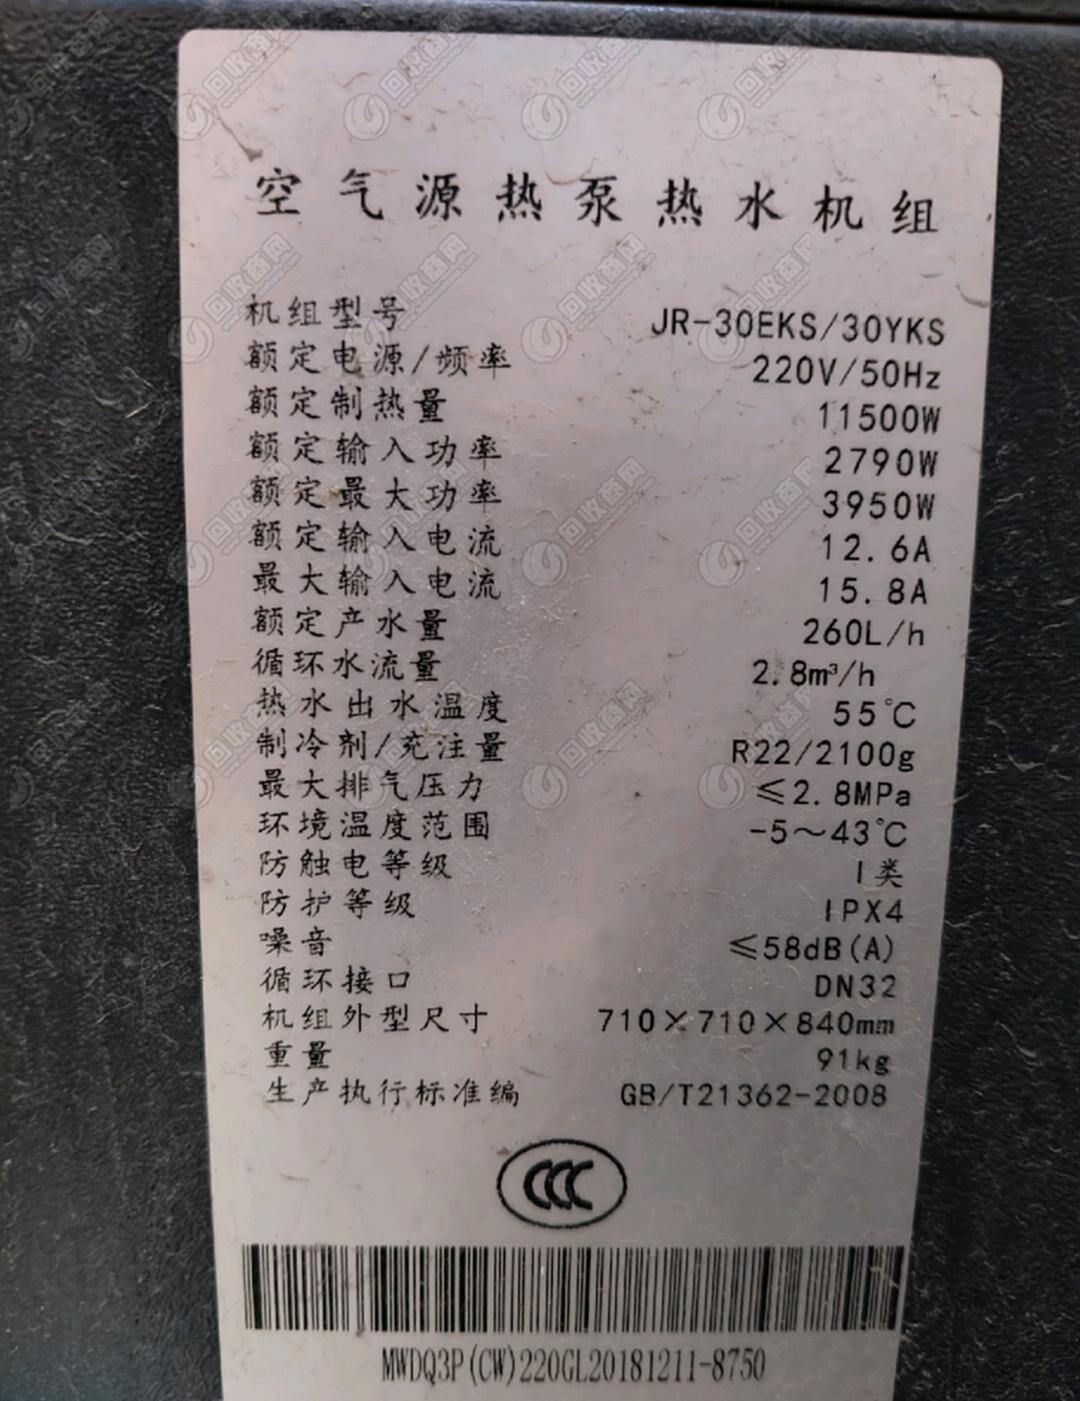 空气源热泵热水机组
机组型号 JR-30EKS/30YKS
额定电源/频率 220V/50Hz
额定制热量 11500W
额定输入功率 2790W
额定最大功率 3950W
额定输入电流 12.6A
最大输入电流 15.8A
额定产水量 260L/h
循环水流量 2.8m³/h
热水出水温度 55℃
制冷剂/充注量 R22/2100g
最大排气压力 ≤2.8MPa
环境温度范围 -5～43℃
防触电等级 I类
防护等级 IPX4
噪音 ≤58dB(A)
循环接口 DN32
机组外型尺寸 710×710×840mm
重量 91kg
生产执行标准编 GB/T21362-2008
CCC
MWDQ3P(CW)220GL20181211-8750
回收商网